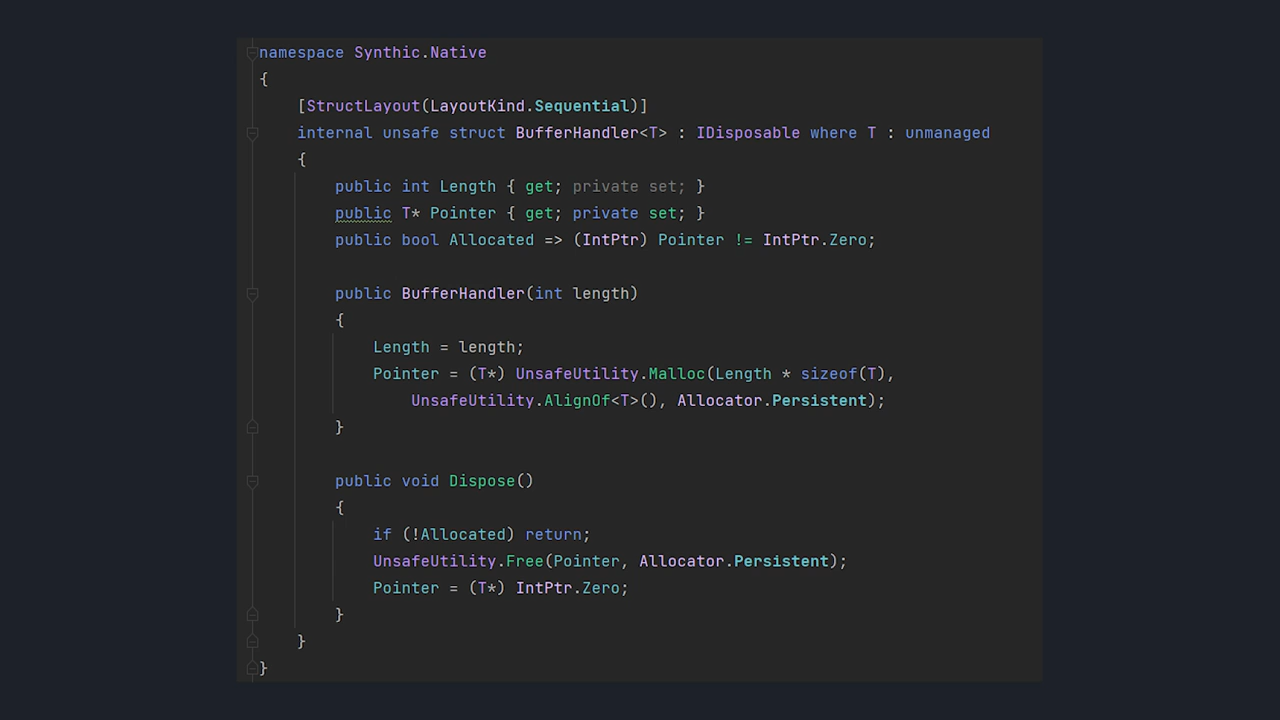 namespace Synthic.Native
{
[StructLayout(LayoutKind.Sequential)]
internal unsafe struct BufferHandler<T> : IDisposable where T : unmanaged
{
public int Length { get; private set; }
public T* Pointer { get; private set; }
public bool Allocated => (IntPtr) Pointer != IntPtr.Zero;
public BufferHandler(int length)
{
Length = length;
Pointer = (T*) UnsafeUtility.Malloc(Length * sizeof(T),
UnsafeUtility.AlignOf<T>(), Allocator.Persistent);
}
public void Dispose()
{
if (!Allocated) return;
UnsafeUtility.Free(Pointer, Allocator.Persistent);
Pointer = (T*) IntPtr.Zero;
}
}
}